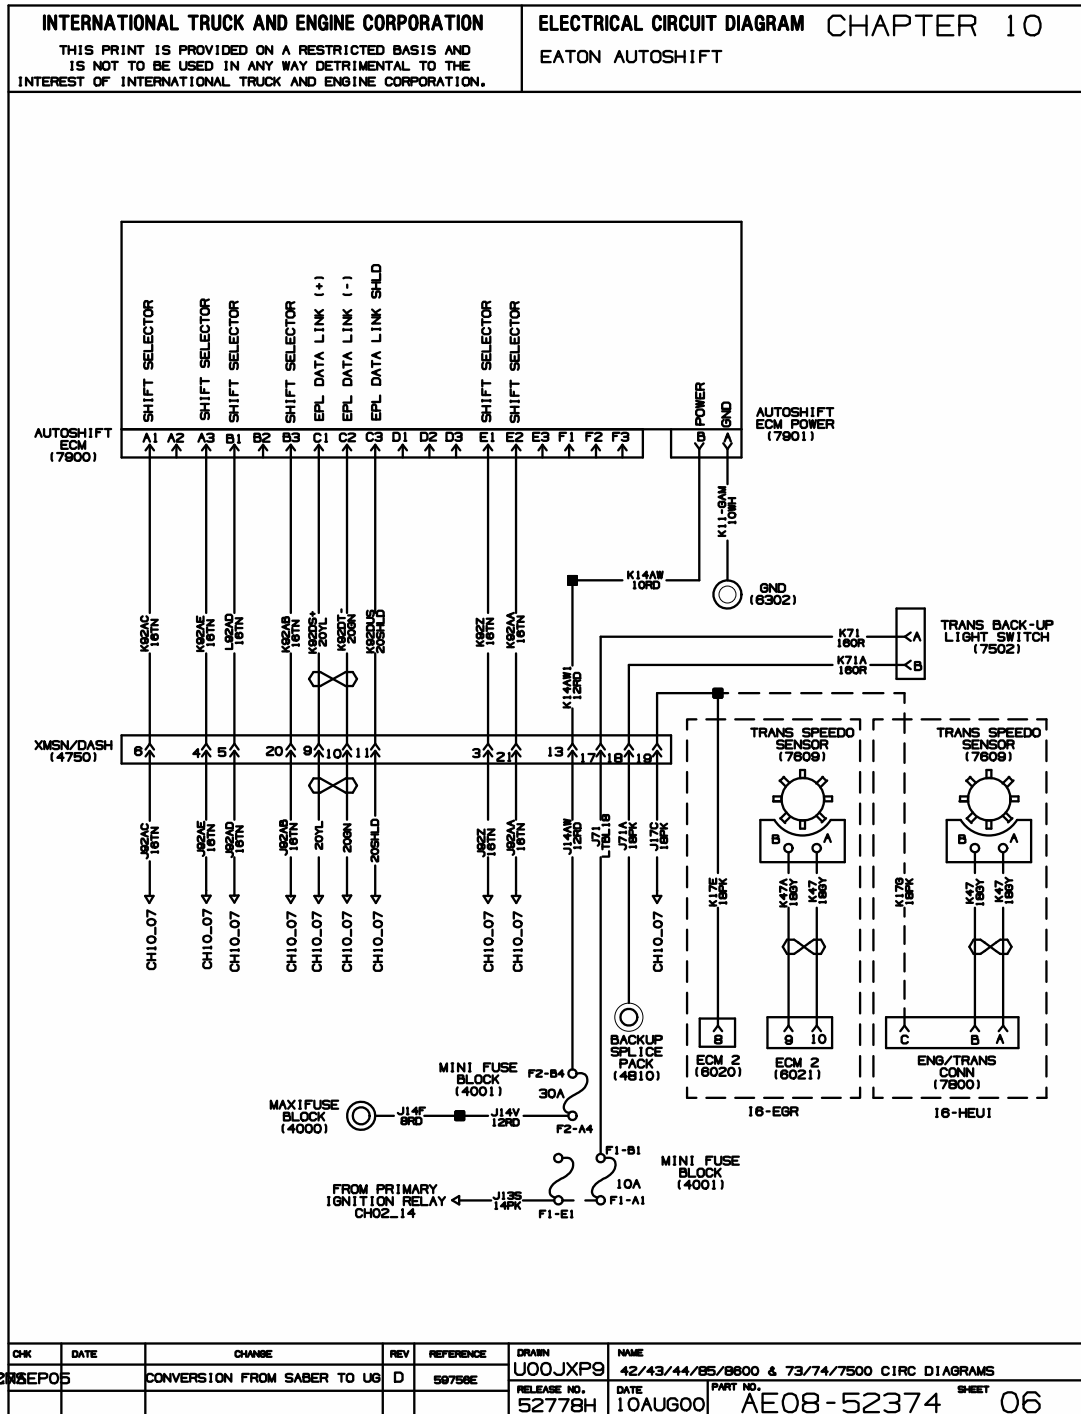 INTERNATIONAL TRUCK AND ENGINE CORPORATION
THIS PRINT IS PROVIDED ON A RESTRICTED BASIS AND
IS NOT TO BE USED IN ANY WAY DETRIMENTAL TO THE
INTEREST OF INTERNATIONAL TRUCK AND ENGINE CORPORATION.
ELECTRICAL CIRCUIT DIAGRAM CHAPTER 10
EATON AUTOSHIFT
SHIFT SELECTOR
SHIFT SELECTOR
SHIFT SELECTOR
SHIFT SELECTOR
EPL DATA LINK (+)
EPL DATA LINK (-)
EPL DATA LINK SHLD
SHIFT SELECTOR
SHIFT SELECTOR
POWER
GND
AUTOSHIFT
ECM
(7900)
A1 A2 A3 B1 B2 B3 C1 C2 C3 D1 D2 D3 E1 E2 E3 F1 F2 F3
B A
AUTOSHIFT
ECM POWER
(7901)
K11-GAM
10WH
K14AW
10RD
GND
(6302)
K92AC
16TN
K92AE
16TN
L92AD
16TN
K92AB
16TN
K92DS+
20YL
K92DT-
20GN
K92DUS
20SHLD
K92Z
16TN
K92AA
16TN
K14AW1
12RD
K71
16OR
K71A
16OR
A
B
TRANS BACK-UP
LIGHT SWITCH
(7502)
XMSN/DASH
(4750)
6 4 5 20 9 10 11 3 21 13 17 18 19
J92AC
16TN
J92AE
16TN
J92AD
16TN
J92AB
16TN
20YL
20GN
20SHLD
J92Z
16TN
J92AA
16TN
J14AW
12RD
J71
LTBL18
J71A
18PK
J17C
18PK
CH10_07
CH10_07
CH10_07
CH10_07
CH10_07
CH10_07
CH10_07
CH10_07
CH10_07
CH10_07
TRANS SPEEDO
SENSOR
(7609)
B A
TRANS SPEEDO
SENSOR
(7609)
B A
K17E
18PK
K47A
18GY
K47
18GY
K17G
18PK
K47
18GY
K47
18GY
8
ECM 2
(6020)
9 10
ECM 2
(6021)
C B A
ENG/TRANS
CONN
(7800)
I6-EGR
I6-HEUI
BACKUP
SPLICE
PACK
(4810)
MINI FUSE
BLOCK
(4001)
F2-B4
30A
F2-A4
MAXIFUSE
BLOCK
(4000)
J14F
8RD
J14V
12RD
F1-B1
10A
F1-A1
MINI FUSE
BLOCK
(4001)
FROM PRIMARY
IGNITION RELAY
CH02_14
J13S
14PK
F1-E1
CHK DATE CHANGE REV REFERENCE
CONVERSION FROM SABER TO UG D 59756E
DRAWN
U00JXP9
NAME
42/43/44/85/8600 & 73/74/7500 CIRC DIAGRAMS
RELEASE NO.
52778H
DATE
10AUG00
PART NO.
AE08-52374
SHEET
06